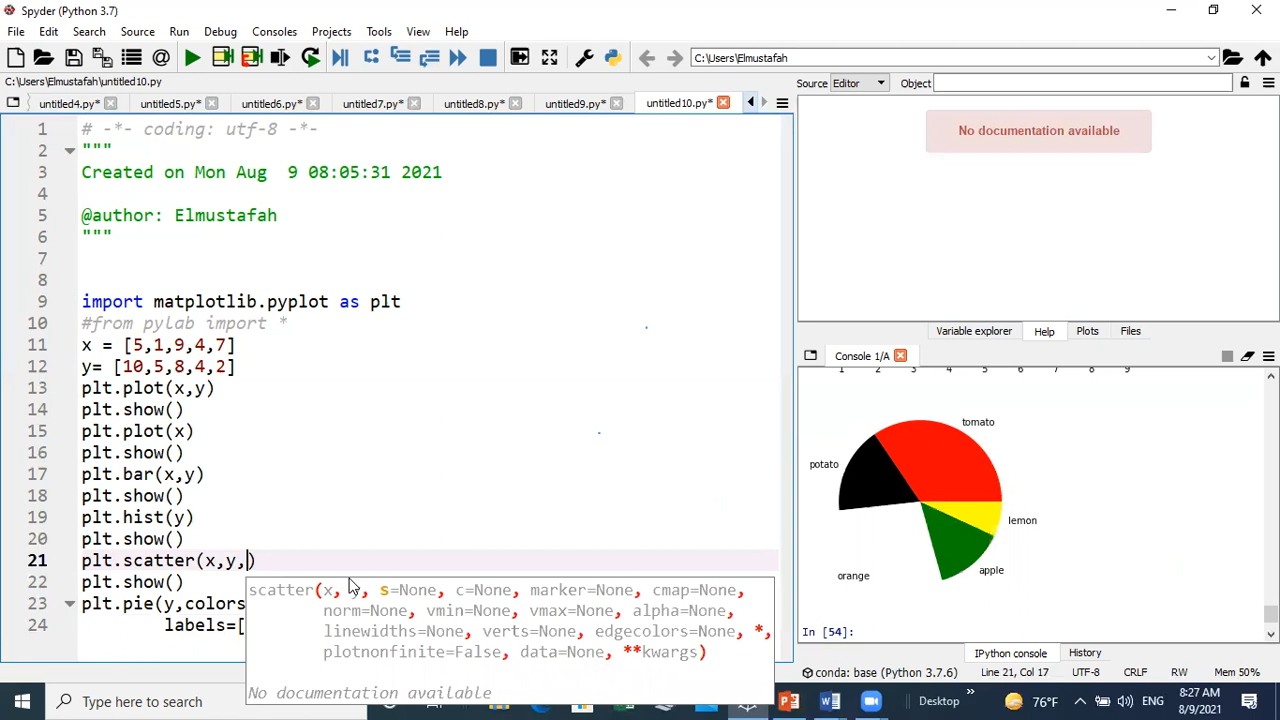 Spyder (Python 3.7)
File Edit Search Source Run Debug Consoles Projects Tools View Help
C:\Users\Elmustafah
C:\Users\Elmustafah\untitled10.py
untitled4.py* untitled5.py* untitled6.py* untitled7.py* untitled8.py* untitled9.py* untitled10.py*
Source Editor Object
No documentation available
1 # -*- coding: utf-8 -*-
2 """
3 Created on Mon Aug  9 08:05:31 2021
4
5 @author: Elmustafah
6 """
7
8
9 import matplotlib.pyplot as plt
10 #from pylab import *
11 x = [5,1,9,4,7]
12 y= [10,5,8,4,2]
13 plt.plot(x,y)
14 plt.show()
15 plt.plot(x)
16 plt.show()
17 plt.bar(x,y)
18 plt.show()
19 plt.hist(y)
20 plt.show()
21 plt.scatter(x,y,)
22 plt.show()
23 plt.pie(y,colors
24 labels=[
scatter(x, y, s=None, c=None, marker=None, cmap=None,
norm=None, vmin=None, vmax=None, alpha=None,
linewidths=None, verts=None, edgecolors=None, *,
plotnonfinite=False, data=None, **kwargs)
No documentation available
Variable explorer Help Plots Files
Console 1/A
1 2 3 4 5 6 7 8 9
tomato
potato
lemon
apple
orange
In [54]:
IPython console History
conda: base (Python 3.7.6) Line 21, Col 17 UTF-8 CRLF RW Mem 50%
Type here to search
Desktop
76°F
ENG
8:27 AM
8/9/2021